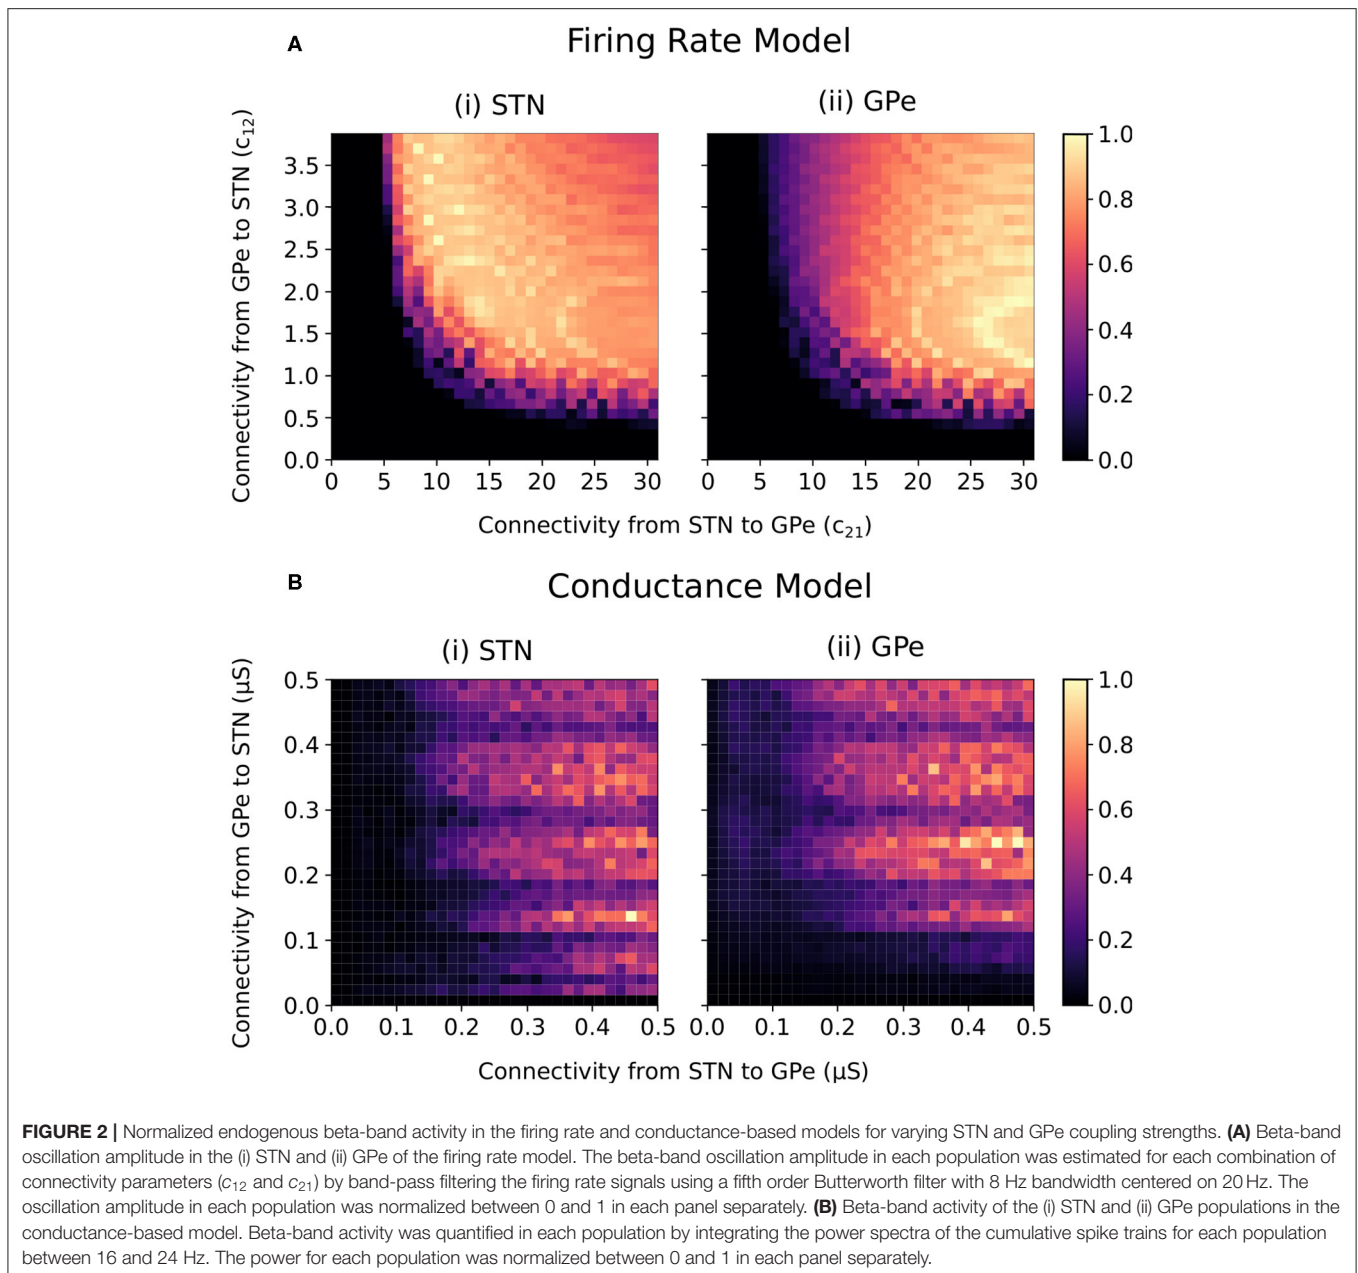 A
Firing Rate Model
(i) STN
(ii) GPe
Connectivity from GPe to STN (c₁₂)
3.5
3.0
2.5
2.0
1.5
1.0
0.5
0.0
0 5 10 15 20 25 30
0 5 10 15 20 25 30
1.0
0.8
0.6
0.4
0.2
0.0
Connectivity from STN to GPe (c₂₁)
B
Conductance Model
(i) STN
(ii) GPe
Connectivity from GPe to STN (µS)
0.5
0.4
0.3
0.2
0.1
0.0
0.0 0.1 0.2 0.3 0.4 0.5
0.0 0.1 0.2 0.3 0.4 0.5
1.0
0.8
0.6
0.4
0.2
0.0
Connectivity from STN to GPe (µS)
FIGURE 2 | Normalized endogenous beta-band activity in the firing rate and conductance-based models for varying STN and GPe coupling strengths. (A) Beta-band
oscillation amplitude in the (i) STN and (ii) GPe of the firing rate model. The beta-band oscillation amplitude in each population was estimated for each combination of
connectivity parameters (c₁₂ and c₂₁) by band-pass filtering the firing rate signals using a fifth order Butterworth filter with 8 Hz bandwidth centered on 20 Hz. The
oscillation amplitude in each population was normalized between 0 and 1 in each panel separately. (B) Beta-band activity of the (i) STN and (ii) GPe populations in the
conductance-based model. Beta-band activity was quantified in each population by integrating the power spectra of the cumulative spike trains for each population
between 16 and 24 Hz. The power for each population was normalized between 0 and 1 in each panel separately.